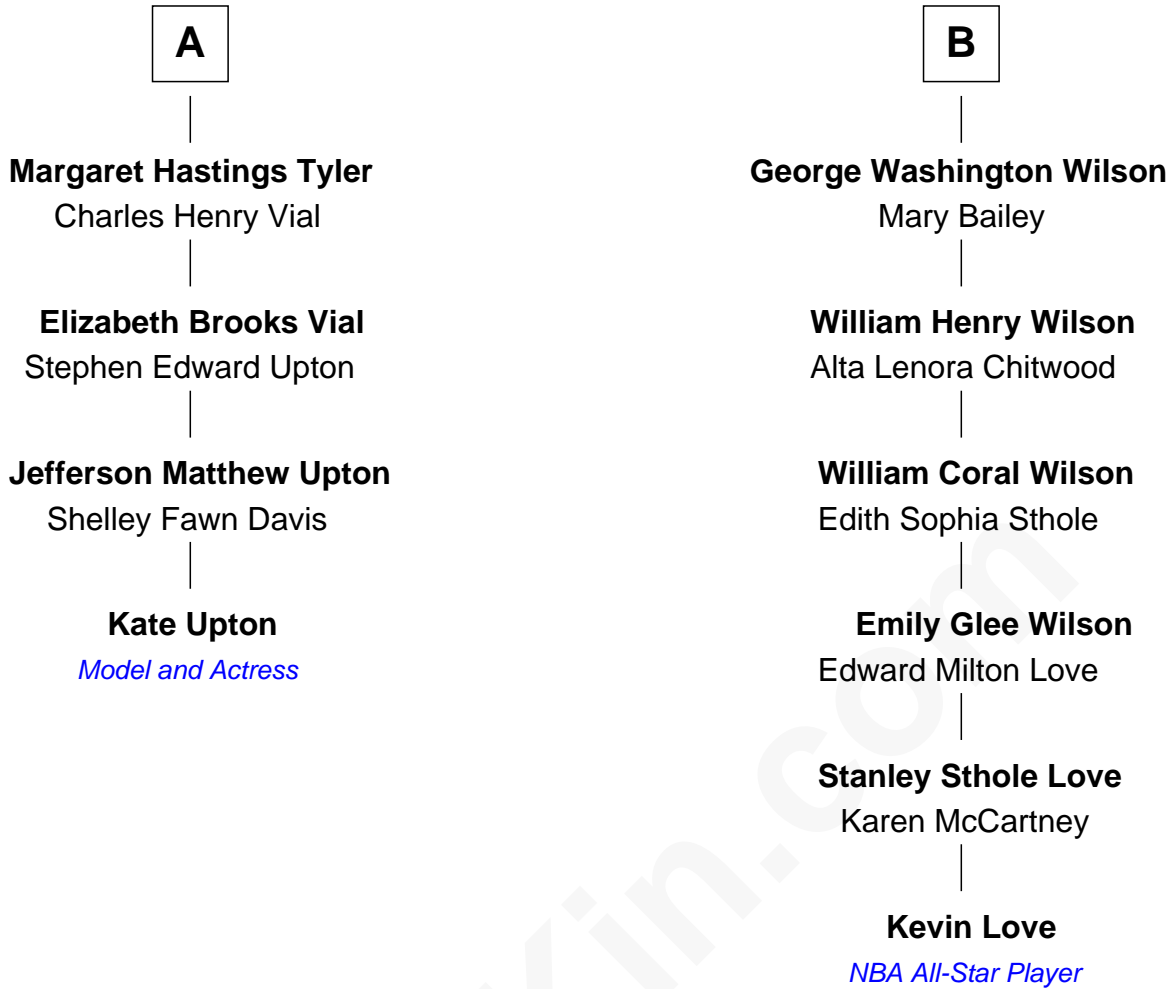 A
Margaret Hastings Tyler
Charles Henry Vial
Elizabeth Brooks Vial
Stephen Edward Upton
Jefferson Matthew Upton
Shelley Fawn Davis
Kate Upton
Model and Actress
B
George Washington Wilson
Mary Bailey
William Henry Wilson
Alta Lenora Chitwood
William Coral Wilson
Edith Sophia Sthole
Emily Glee Wilson
Edward Milton Love
Stanley Sthole Love
Karen McCartney
Kevin Love
NBA All-Star Player